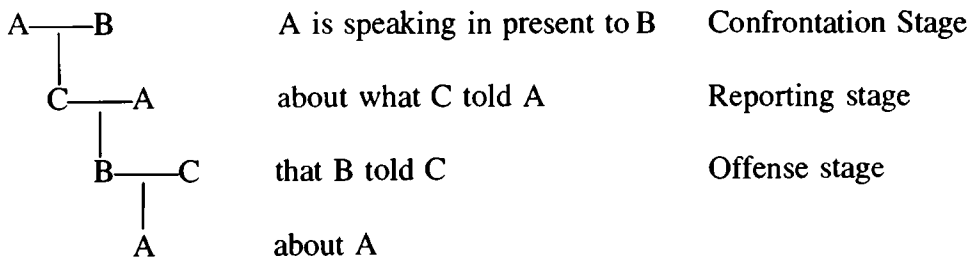 A B A is speaking in present to B Confrontation Stage
C A about what C told A Reporting stage
B C that B told C Offense stage
A about A